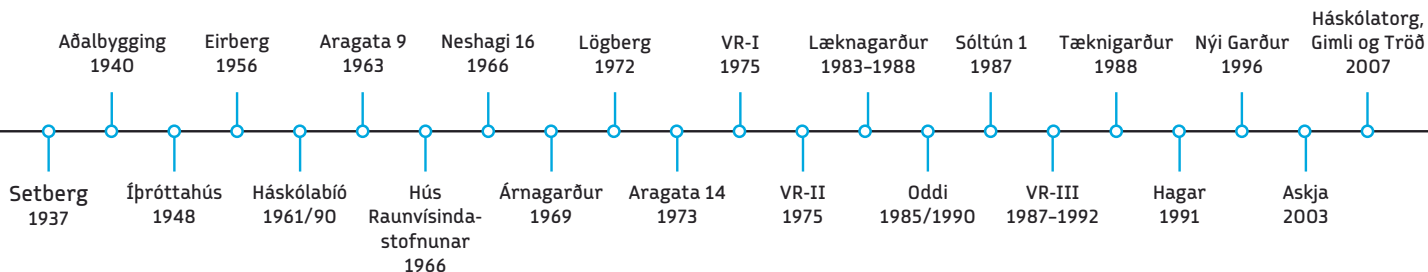 Aðalbygging
1940
Eirberg
1956
Aragata 9
1963
Neshagi 16
1966
Lögberg
1972
VR-I
1975
Læknagarður
1983–1988
Sóltún 1
1987
Tæknigarður
1988
Nýi Garður
1996
Háskólatorg,
Gimli og Tröð
2007
Setberg
1937
Íþróttahús
1948
Háskólabíó
1961/90
Hús
Raunvísinda-
stofnunar
1966
Árnagarður
1969
Aragata 14
1973
VR-II
1975
Oddi
1985/1990
VR-III
1987–1992
Hagar
1991
Askja
2003